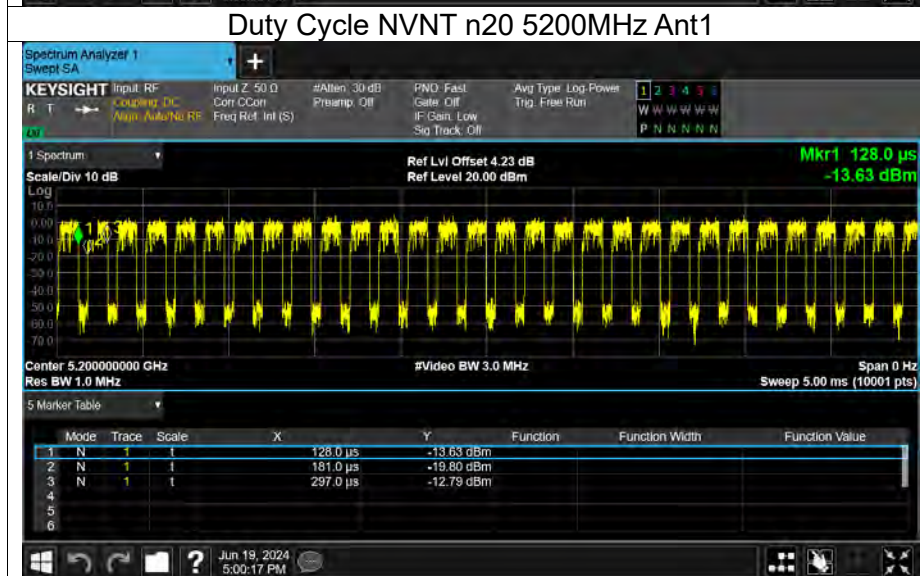 Duty Cycle NVNT n20 5200MHz Ant1
Spectrum Analyzer 1
Swept SA
+
KEYSIGHT Input: RF Input Z: 50 Ω #Atten: 30 dB PNO: Fast Avg Type: Log-Power 1 2 3 4 5 6
R T Coupling: DC Corr CCorr Preamp: Off Gate: Off Trig: Free Run W W W W W W
Align: Auto/No RF Freq Ref: Int (S) IF Gain: Low
Sig Track: Off P N N N N N
1 Spectrum Ref Lvl Offset 4.23 dB Mkr1 128.0 µs
Scale/Div 10 dB Ref Level 20.00 dBm -13.63 dBm
Log
10.0
0.00
-10.0
-20.0
-30.0
-40.0
-50.0
-60.0
-70.0
Center 5.200000000 GHz #Video BW 3.0 MHz Span 0 Hz
Res BW 1.0 MHz Sweep 5.00 ms (10001 pts)
5 Marker Table
Mode Trace Scale X Y Function Function Width Function Value
1 N 1 t 128.0 µs -13.63 dBm
2 N 1 t 181.0 µs -19.80 dBm
3 N 1 t 297.0 µs -12.79 dBm
4
5
6
? Jun 19, 2024
5:00:17 PM